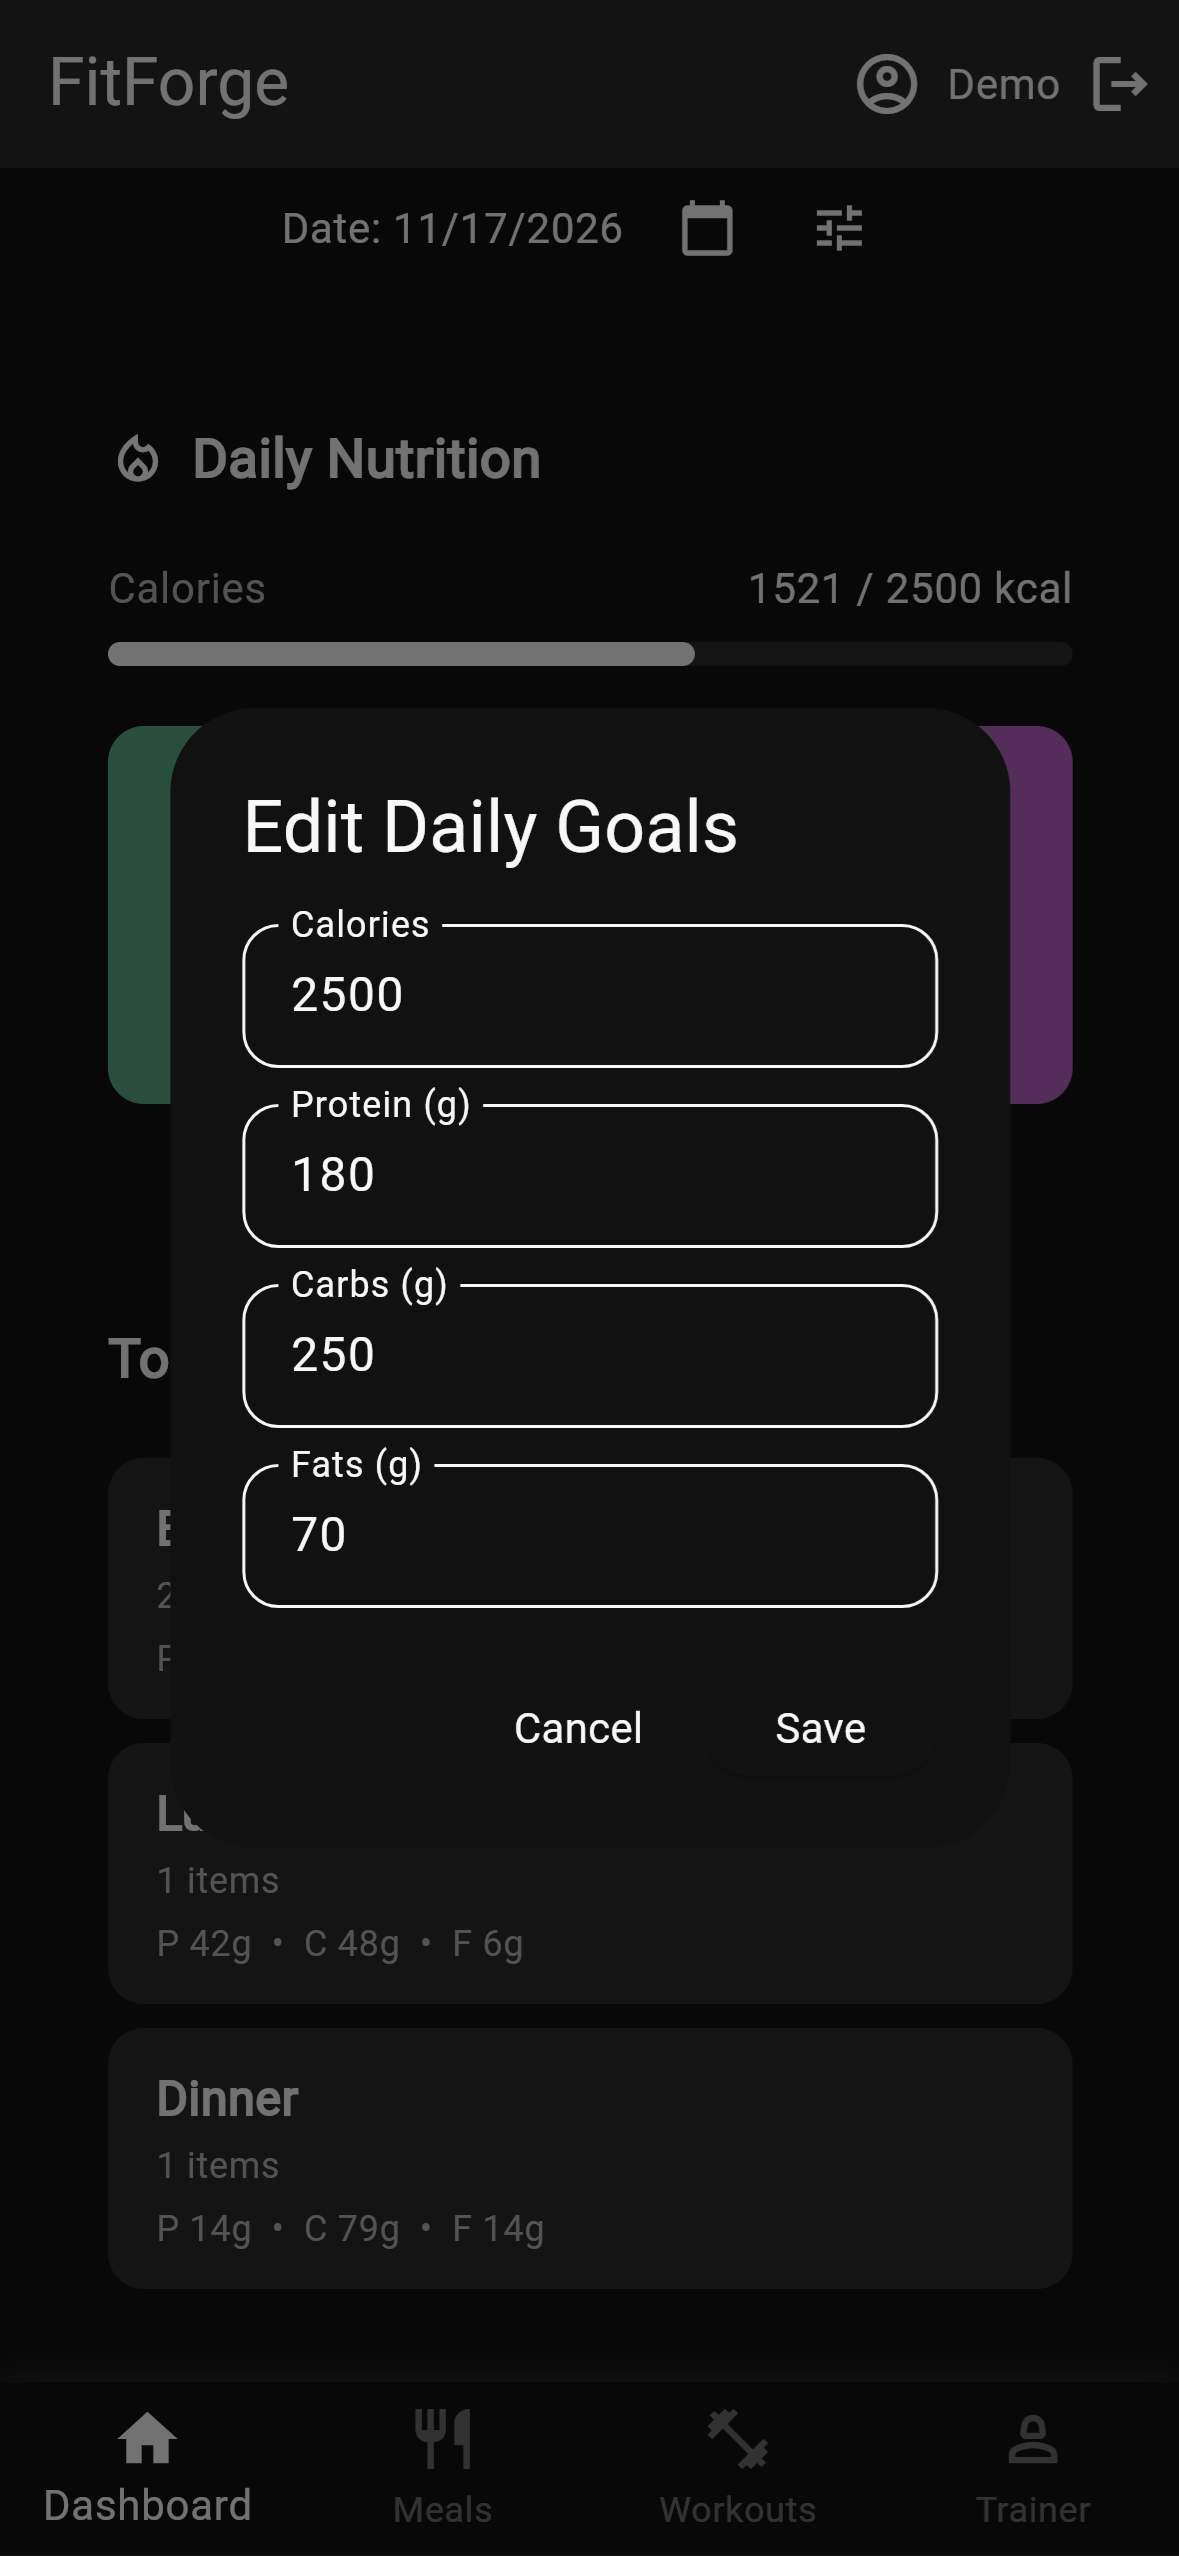 FitForge
Demo
Date: 11/17/2026
Daily Nutrition
Calories
1521 / 2500 kcal
Edit Daily Goals
Calories
2500
Protein (g)
180
Carbs (g)
250
Fats (g)
70
Cancel
Save
1 items
P 42g • C 48g • F 6g
Dinner
1 items
P 14g • C 79g • F 14g
Dashboard
Meals
Workouts
Trainer